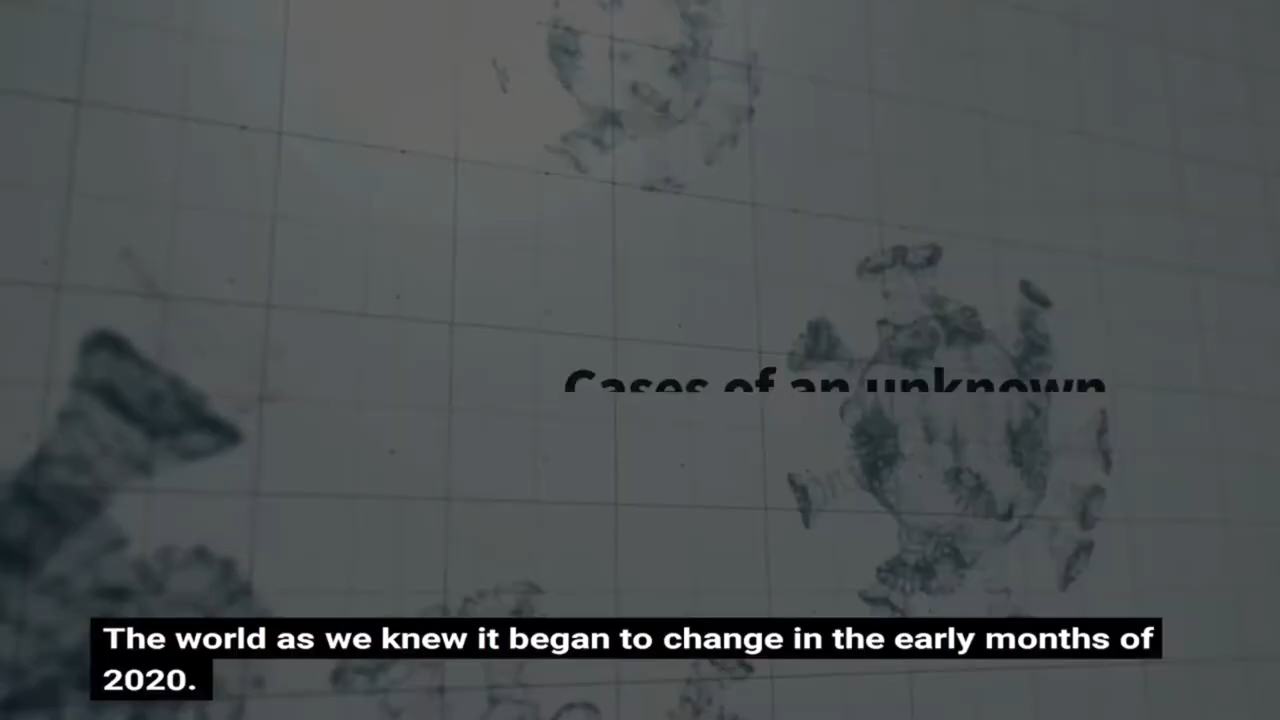 Cases of an unknown
The world as we knew it began to change in the early months of
2020.